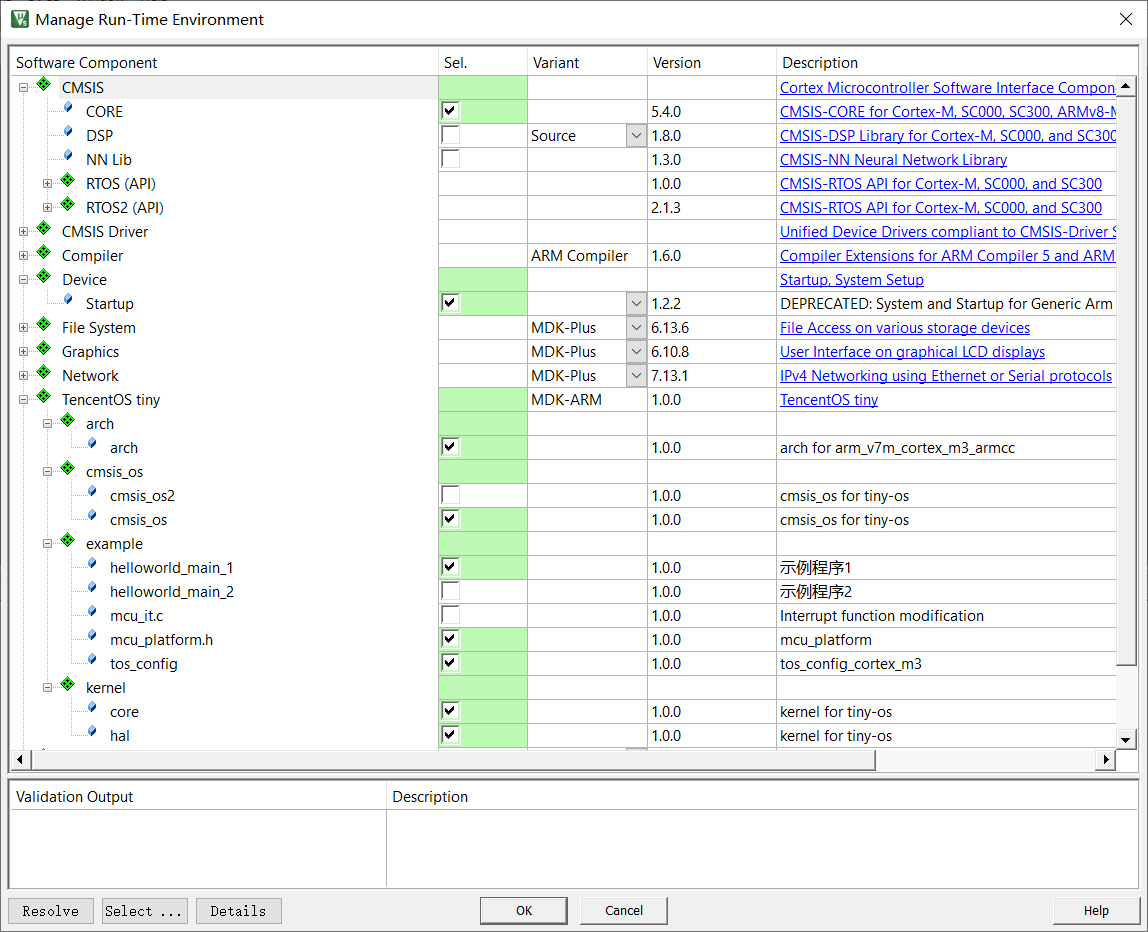 Manage Run-Time Environment
Software Component Sel. Variant Version Description
CMSIS Cortex Microcontroller Software Interface Compon
CORE 5.4.0 CMSIS-CORE for Cortex-M, SC000, SC300, ARMv8-M
DSP Source 1.8.0 CMSIS-DSP Library for Cortex-M, SC000, and SC300
NN Lib 1.3.0 CMSIS-NN Neural Network Library
RTOS (API) 1.0.0 CMSIS-RTOS API for Cortex-M, SC000, and SC300
RTOS2 (API) 2.1.3 CMSIS-RTOS API for Cortex-M, SC000, and SC300
CMSIS Driver Unified Device Drivers compliant to CMSIS-Driver S
Compiler ARM Compiler 1.6.0 Compiler Extensions for ARM Compiler 5 and ARM
Device Startup, System Setup
Startup 1.2.2 DEPRECATED: System and Startup for Generic Arm
File System MDK-Plus 6.13.6 File Access on various storage devices
Graphics MDK-Plus 6.10.8 User Interface on graphical LCD displays
Network MDK-Plus 7.13.1 IPv4 Networking using Ethernet or Serial protocols
TencentOS tiny MDK-ARM 1.0.0 TencentOS tiny
arch
arch 1.0.0 arch for arm_v7m_cortex_m3_armcc
cmsis_os
cmsis_os2 1.0.0 cmsis_os for tiny-os
cmsis_os 1.0.0 cmsis_os for tiny-os
example
helloworld_main_1 1.0.0 示例程序1
helloworld_main_2 1.0.0 示例程序2
mcu_it.c 1.0.0 Interrupt function modification
mcu_platform.h 1.0.0 mcu_platform
tos_config 1.0.0 tos_config_cortex_m3
kernel
core 1.0.0 kernel for tiny-os
hal 1.0.0 kernel for tiny-os
Validation Output Description
Resolve Select ... Details OK Cancel Help